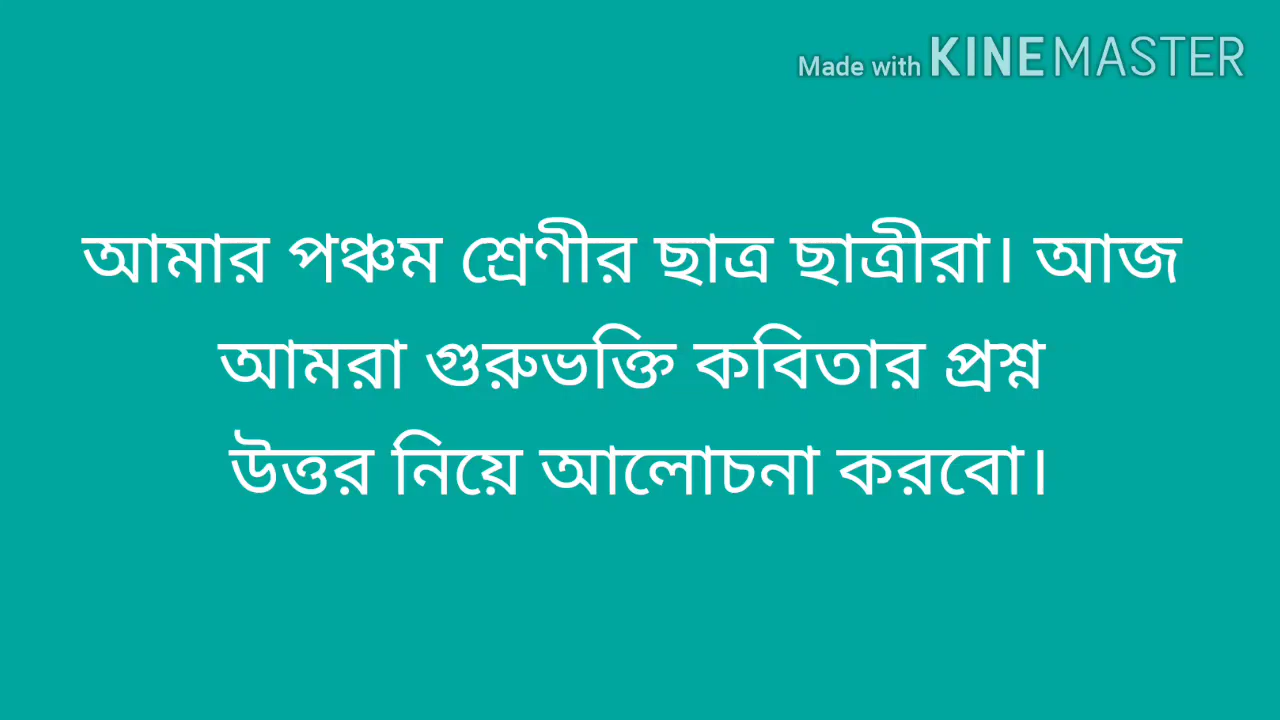 Made with KINEMASTER
আমার পঞ্চম শ্রেণীর ছাত্র ছাত্রীরা। আজ
আমরা গুরুভক্তি কবিতার প্রশ্ন
উত্তর নিয়ে আলোচনা করবো।